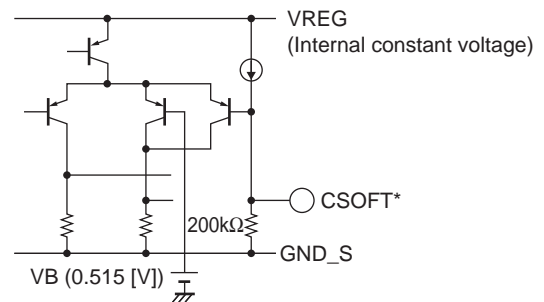 VREG
(Internal constant voltage)
CSOFT*
200kΩ
GND_S
VB (0.515 [V])